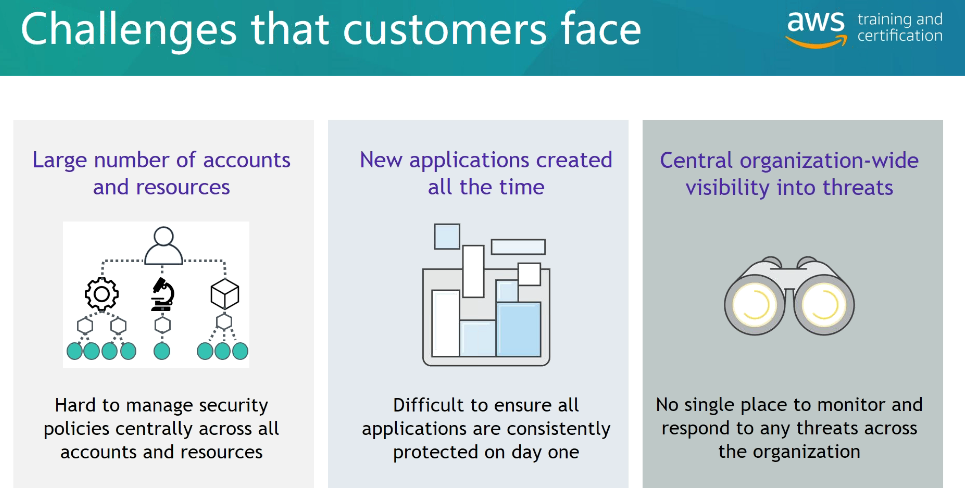 Challenges that customers face
aws training and
certification
Large number of accounts
and resources
Hard to manage security
policies centrally across all
accounts and resources
New applications created
all the time
Difficult to ensure all
applications are consistently
protected on day one
Central organization-wide
visibility into threats
No single place to monitor and
respond to any threats across
the organization